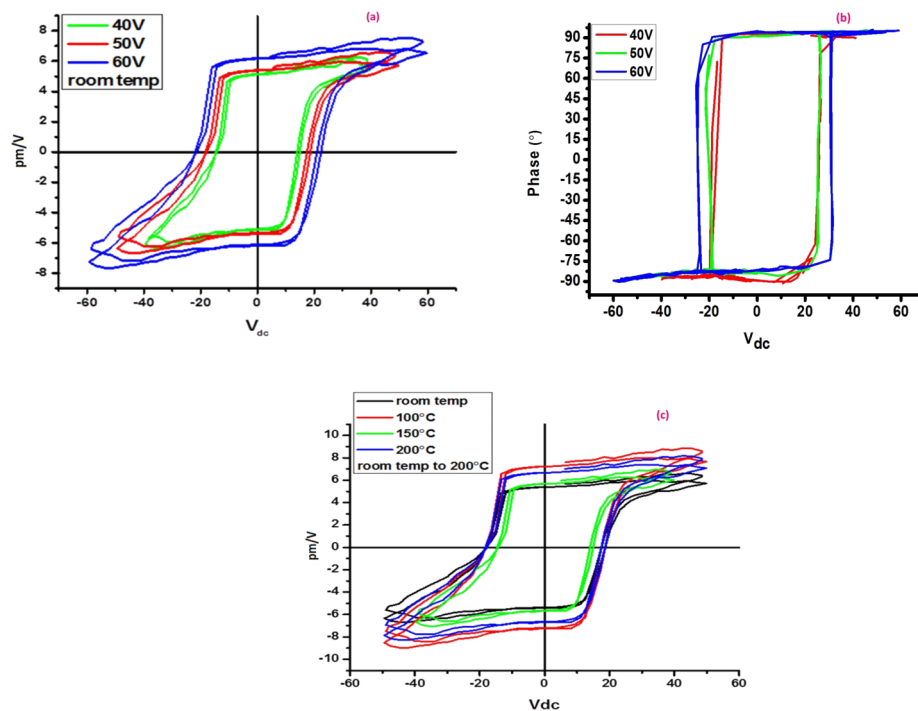 (a)
40V
50V
60V
room temp
8
6
4
2
0
2
4
-6
8
pm/V
-60 -40 -20 0 20 40 60
Vdc
(b)
40V
50V
60V
90
75
60
45
30
15
0
-15
-30
-45
-60
-75
-90
Phase (°)
-60 -40 -20 0 20 40 60
Vdc
(c)
room temp
100°C
150°C
200°C
room temp to 200°C
10
8
6
4
2
0
-2
-4
-6
-8
-10
pm/V
-60 -40 -20 0 20 40 60
Vdc